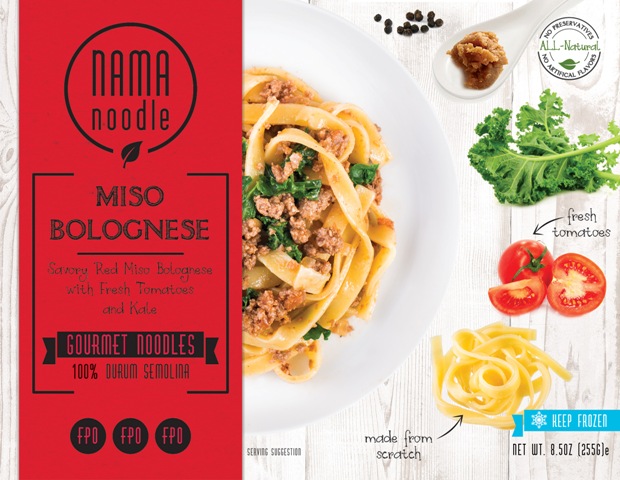 NAMA
noodle
MISO
BOLOGNESE
Savory Red Miso Bolognese
with Fresh Tomatoes
and Kale
GOURMET NOODLES
100% DURUM SEMOLINA
FPO FPO FPO
NO PRESERVATIVES
ALL-Natural
NO ARTIFICIAL FLAVORS
fresh
tomatoes
made from
scratch
SERVING SUGGESTION
KEEP FROZEN
NET WT. 8.5OZ (255G)e